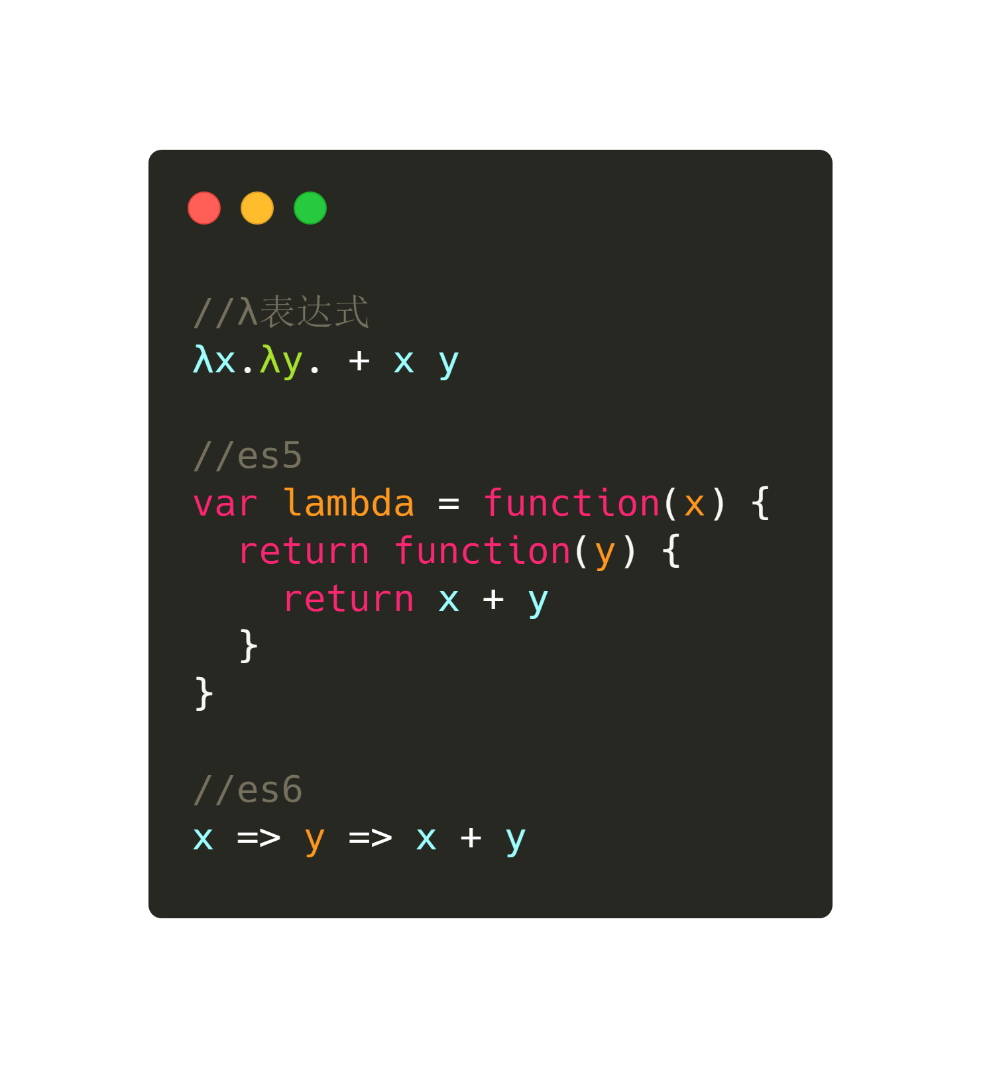 //λ表达式
λx.λy. + x y
//es5
var lambda = function(x) {
  return function(y) {
    return x + y
  }
}
//es6
x => y => x + y